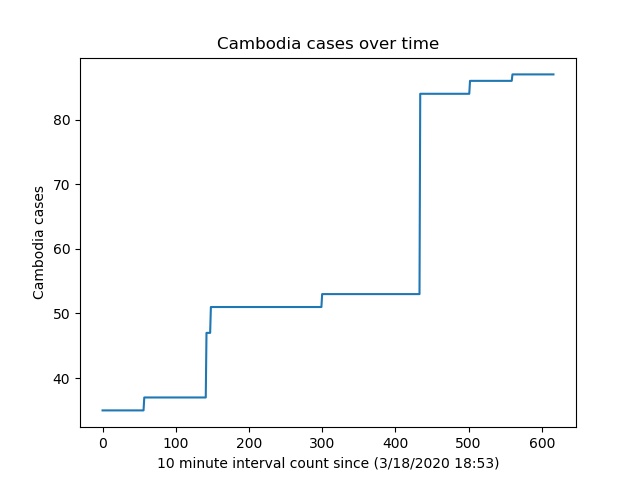 Cambodia cases over time
80
70
60
50
40
Cambodia cases
0 100 200 300 400 500 600
10 minute interval count since (3/18/2020 18:53)